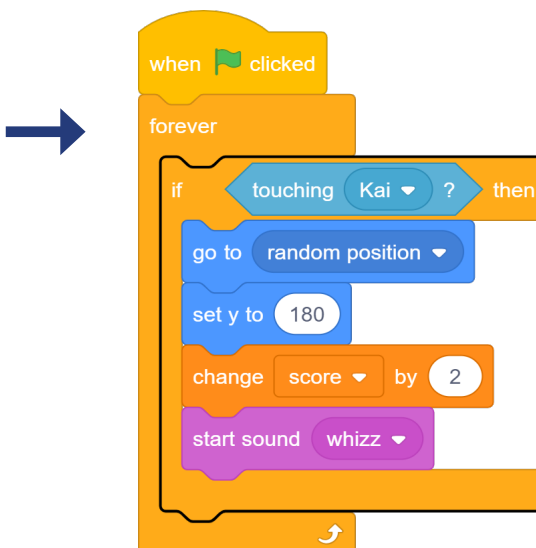 when clicked
forever
if touching Kai ? then
go to random position
set y to 180
change score by 2
start sound whizz